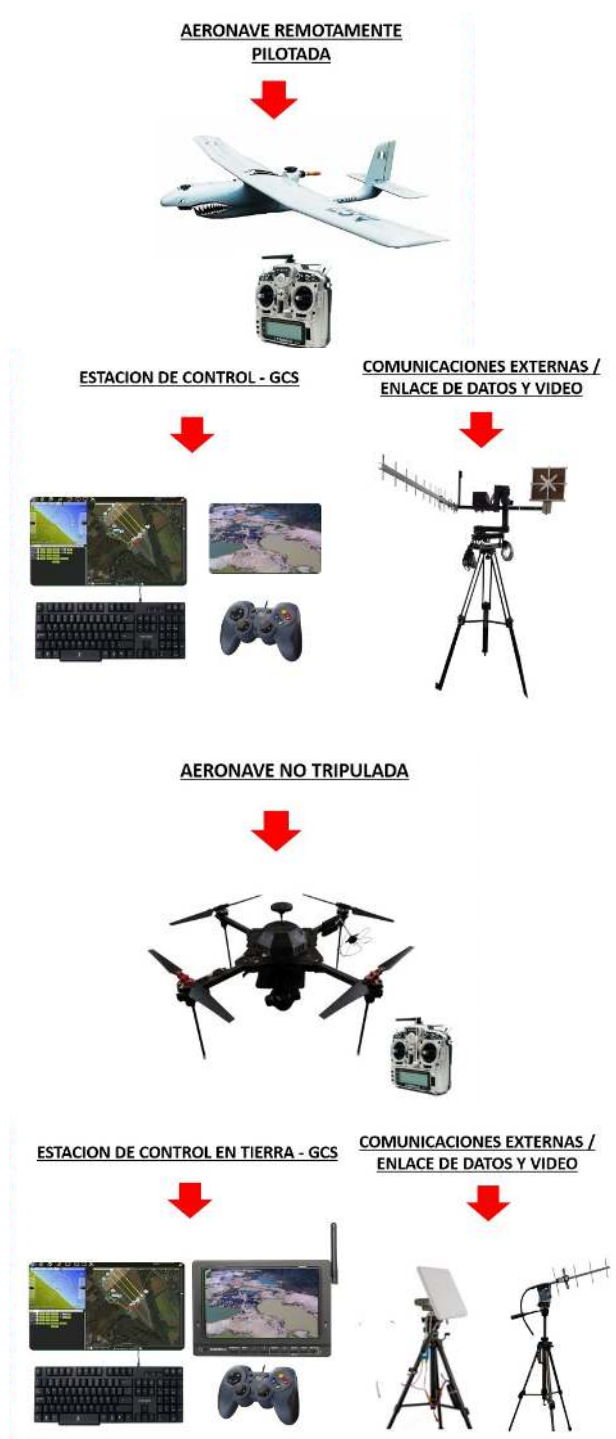 AERONAVE REMOTAMENTE
PILOTADA
ESTACION DE CONTROL - GCS
COMUNICACIONES EXTERNAS /
ENLACE DE DATOS Y VIDEO
AERONAVE NO TRIPULADA
ESTACION DE CONTROL EN TIERRA - GCS
COMUNICACIONES EXTERNAS /
ENLACE DE DATOS Y VIDEO